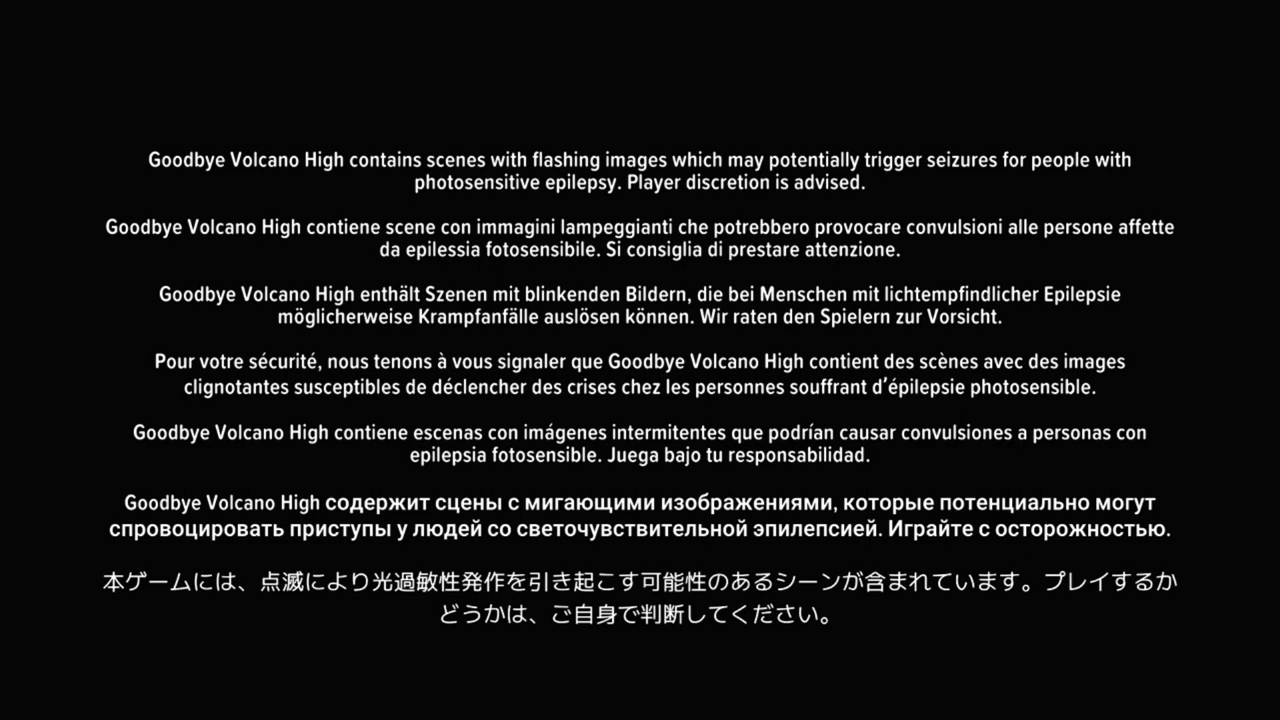 Goodbye Volcano High contains scenes with flashing images which may potentially trigger seizures for people with
photosensitive epilepsy. Player discretion is advised.
Goodbye Volcano High contiene scene con immagini lampeggianti che potrebbero provocare convulsioni alle persone affette
da epilessia fotosensibile. Si consiglia di prestare attenzione.
Goodbye Volcano High enthält Szenen mit blinkenden Bildern, die bei Menschen mit lichtempfindlicher Epilepsie
möglicherweise Krampfanfälle auslösen können. Wir raten den Spielern zur Vorsicht.
Pour votre sécurité, nous tenons à vous signaler que Goodbye Volcano High contient des scènes avec des images
clignotantes susceptibles de déclencher des crises chez les personnes souffrant d’épilepsie photosensible.
Goodbye Volcano High contiene escenas con imágenes intermitentes que podrían causar convulsiones a personas con
epilepsia fotosensible. Juega bajo tu responsabilidad.
Goodbye Volcano High содержит сцены с мигающими изображениями, которые потенциально могут
спровоцировать приступы у людей со светочувствительной эпилепсией. Играйте с осторожностью.
本ゲームには、点滅により光過敏性発作を引き起こす可能性のあるシーンが含まれています。プレイするか
どうかは、ご自身で判断してください。